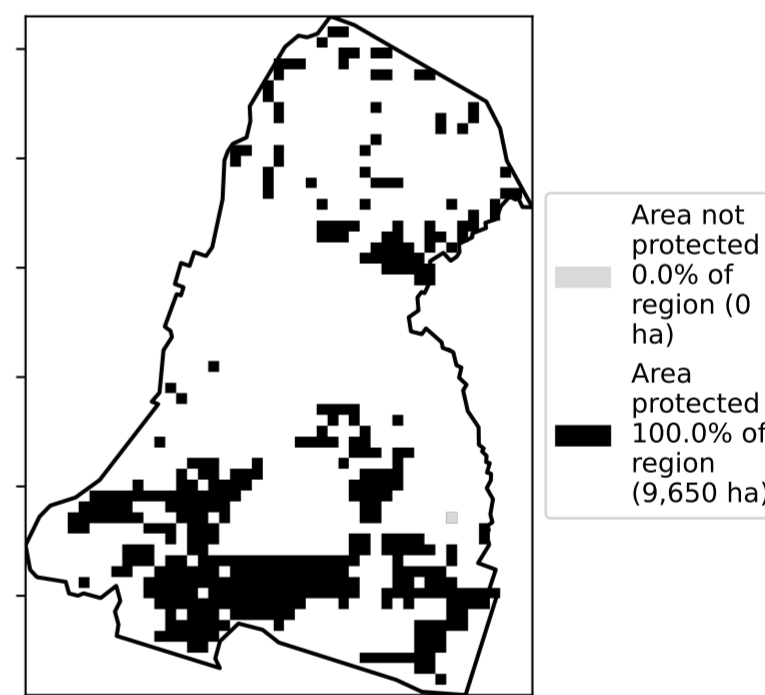 Area not
protected
0.0% of
region (0
ha)
Area
protected
100.0% of
region
(9,650 ha)